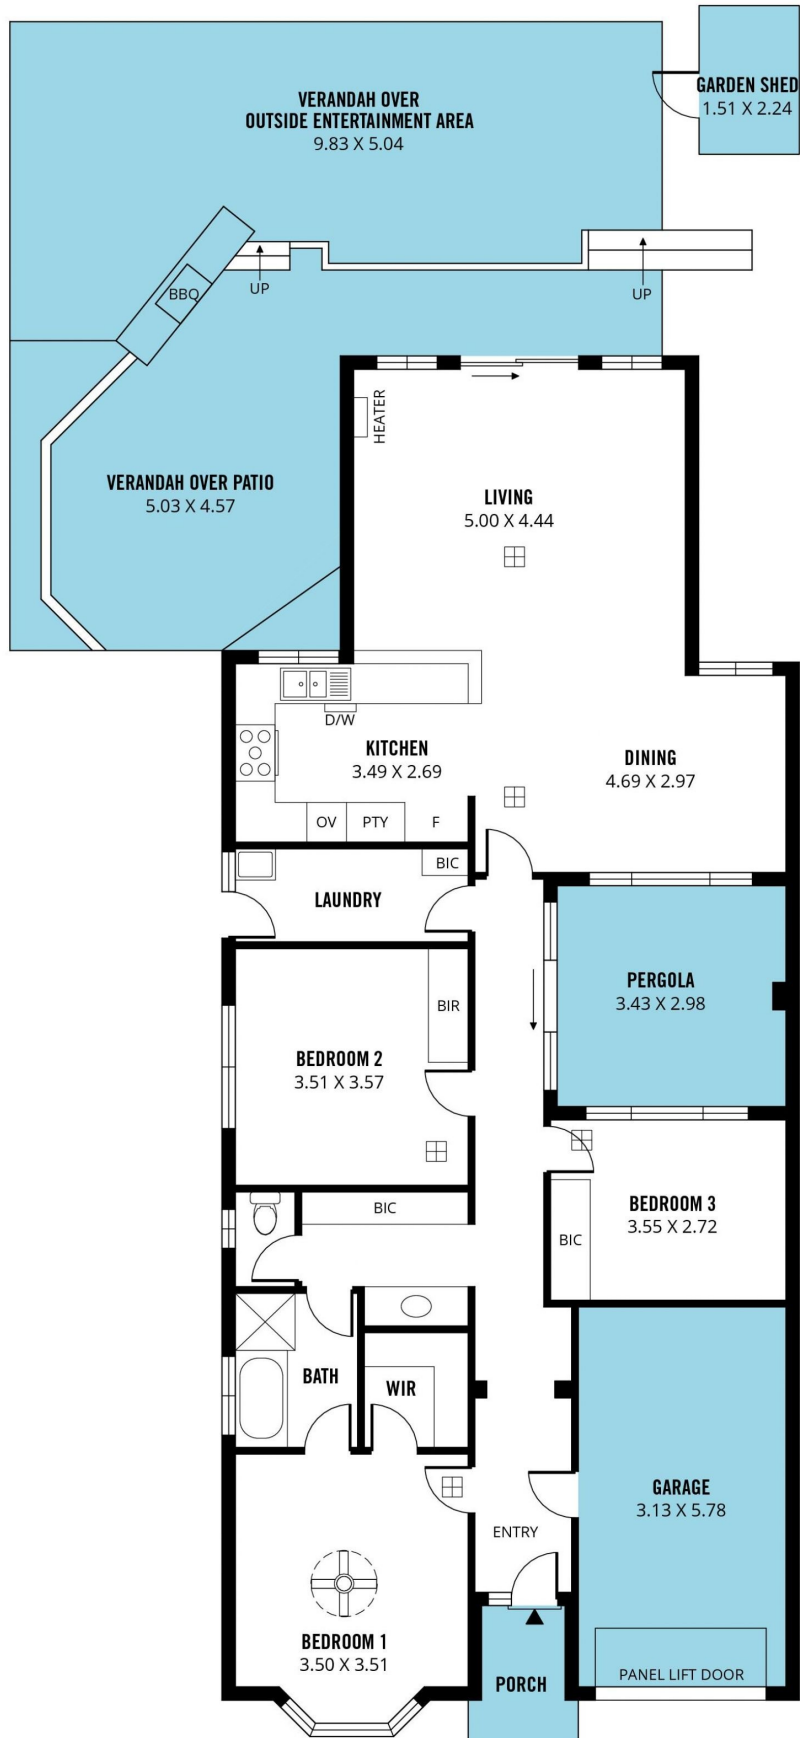 VERANDAH OVER
OUTSIDE ENTERTAINMENT AREA
9.83 X 5.04
GARDEN SHED
1.51 X 2.24
BBQ
UP
UP
HEATER
VERANDAH OVER PATIO
5.03 X 4.57
LIVING
5.00 X 4.44
D/W
KITCHEN
3.49 X 2.69
DINING
4.69 X 2.97
OV
PTY
F
BIC
LAUNDRY
PERGOLA
3.43 X 2.98
BIR
BEDROOM 2
3.51 X 3.57
BIC
BEDROOM 3
3.55 X 2.72
BIC
BATH
WIR
GARAGE
3.13 X 5.78
ENTRY
BEDROOM 1
3.50 X 3.51
PANEL LIFT DOOR
PORCH